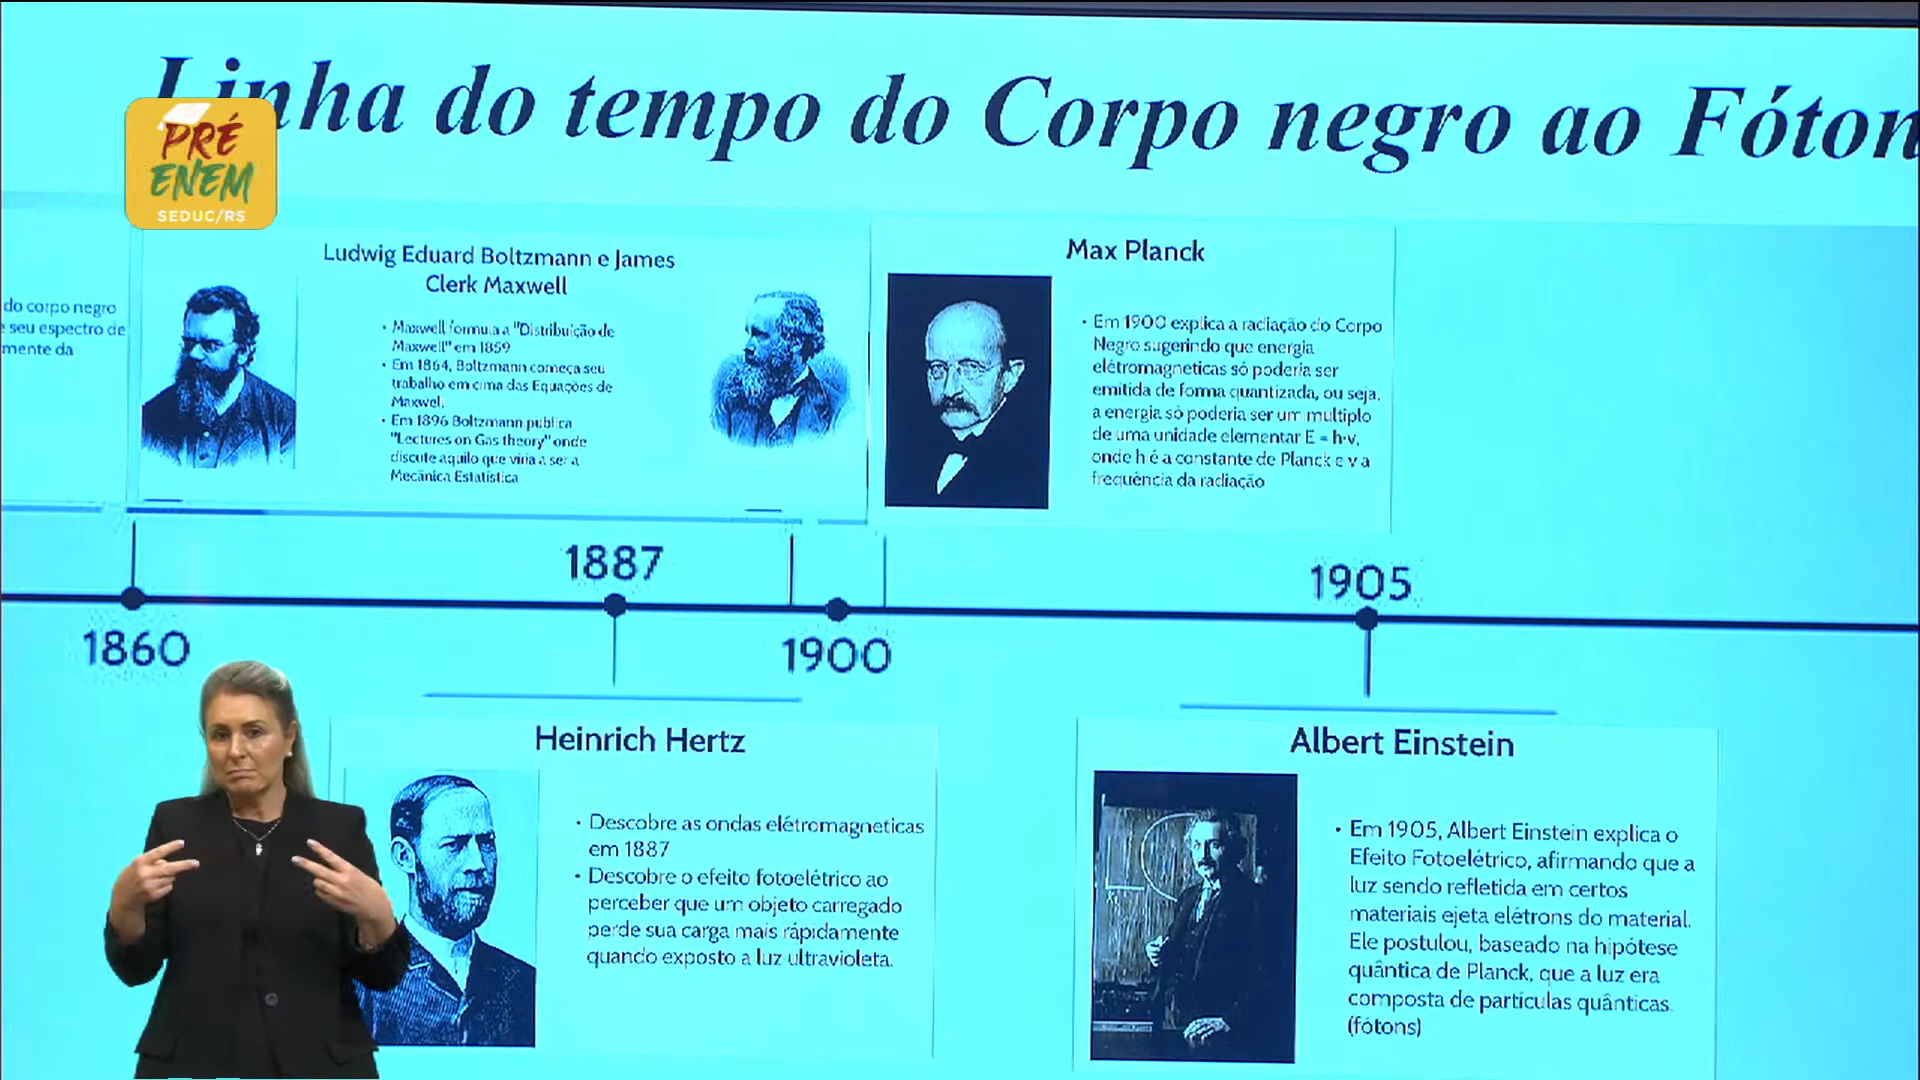 Linha do tempo do Corpo negro ao Fóton
PRÉ
ENEM
SEDUC/RS
do corpo negro
e seu espectro de
mente da
Ludwig Eduard Boltzmann e James
Clerk Maxwell
• Maxwell formula a "Distribuição de
Maxwell" em 1859
• Em 1864, Boltzmann começa seu
trabalho em cima das Equações de
Maxwel.
• Em 1896 Boltzmann publica
"Lectures on Gas theory" onde
discute aquilo que viria a ser a
Mecânica Estatística
Max Planck
• Em 1900 explica a radiação do Corpo
Negro sugerindo que energia
elétromagneticas só poderia ser
emitida de forma quantizada, ou seja,
a energia só poderia ser um multiplo
de uma unidade elementar E = h·v,
onde h é a constante de Planck e v a
frequência da radiação
1860
1887
1900
1905
Heinrich Hertz
• Descobre as ondas elétromagneticas
em 1887
• Descobre o efeito fotoelétrico ao
perceber que um objeto carregado
perde sua carga mais rápidamente
quando exposto a luz ultravioleta.
Albert Einstein
• Em 1905, Albert Einstein explica o
Efeito Fotoelétrico, afirmando que a
luz sendo refletida em certos
materiais ejeta elétrons do material.
Ele postulou, baseado na hipótese
quântica de Planck, que a luz era
composta de partículas quânticas.
(fótons)